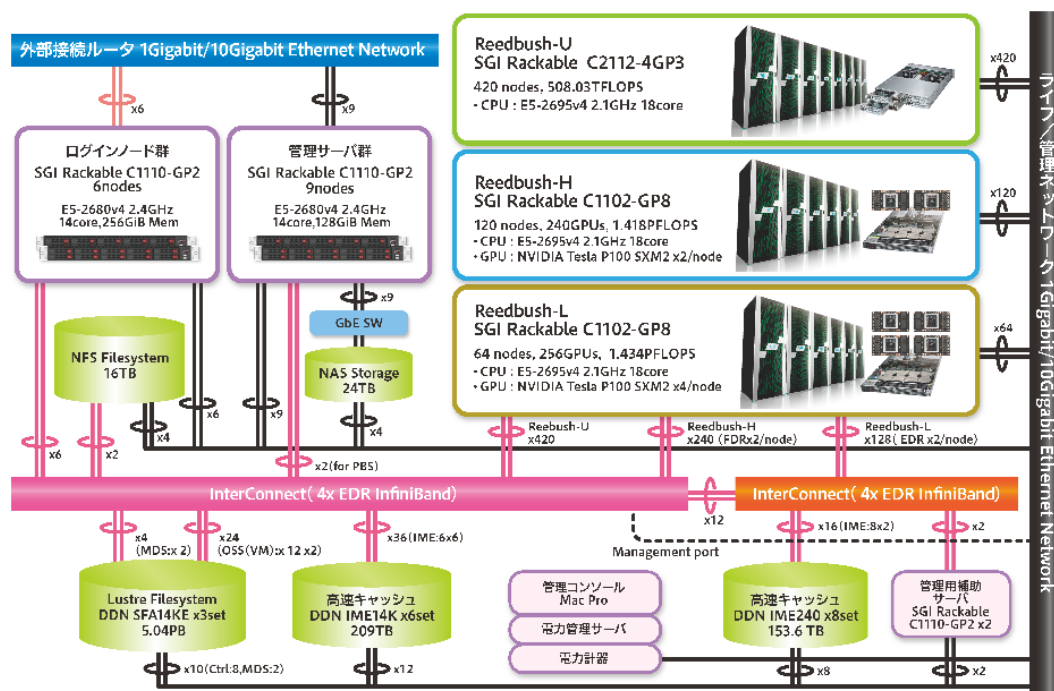 外部接続ルータ 1Gigabit/10Gigabit Ethernet Network
x6
x9
ログインノード群
SGI Rackable C1110-GP2
6nodes
E5-2680v4 2.4GHz
14core,256GiB Mem
管理サーバ群
SGI Rackable C1110-GP2
9nodes
E5-2680v4 2.4GHz
14core,128GiB Mem
x9
GbE SW
NFS Filesystem
16TB
NAS Storage
24TB
x6
x2
x4
x6
x9
x4
x2(for PBS)
Reedbush-U
SGI Rackable C2112-4GP3
420 nodes, 508.03TFLOPS
・CPU : E5-2695v4 2.1GHz 18core
x420
Reedbush-H
SGI Rackable C1102-GP8
120 nodes, 240GPUs, 1.418PFLOPS
・CPU : E5-2695v4 2.1GHz 18core
・GPU : NVIDIA Tesla P100 SXM2 x2/node
x120
Reedbush-L
SGI Rackable C1102-GP8
64 nodes, 256GPUs, 1.434PFLOPS
・CPU : E5-2695v4 2.1GHz 18core
・GPU : NVIDIA Tesla P100 SXM2 x4/node
x64
Reebush-U
x420
Reedbush-H
x240 (FDRx2/node)
Reedbush-L
x128( EDR x2/node)
InterConnect( 4x EDR InfiniBand)
x12
InterConnect( 4x EDR InfiniBand)
x4
(MDS:x 2)
x24
(OSS(VM):x 12 x2)
x36(IME:6x6)
x16(IME:8x2)
x2
Management port
Lustre Filesystem
DDN SFA14KE x3set
5.04PB
高速キャッシュ
DDN IME14K x6set
209TB
管理コンソール
Mac Pro
電力管理サーバ
電力計器
高速キャッシュ
DDN IME240 x8set
153.6 TB
管理用補助
サーバ
SGI Rackable
C1110-GP2 x2
x10(Ctrl:8,MDS:2)
x12
x8
x2
ライフ／管理ネットワーク 1Gigabit/10Gigabit Ethernet Network